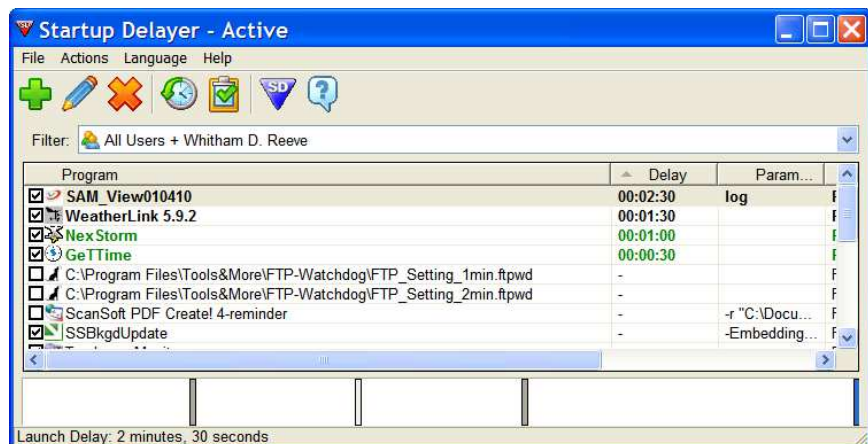 Startup Delayer - Active
File Actions Language Help
SD
Filter: All Users + Whitham D. Reeve
Program Delay Param...
SAM_View010410 00:02:30 log
WeatherLink 5.9.2 00:01:30
NexStorm 00:01:00
GeTTime 00:00:30
C:\Program Files\Tools&More\FTP-Watchdog\FTP_Setting_1min.ftpwd -
C:\Program Files\Tools&More\FTP-Watchdog\FTP_Setting_2min.ftpwd -
ScanSoft PDF Create! 4-reminder - -r "C:\Docu...
SSBkgdUpdate - -Embedding...
Launch Delay: 2 minutes, 30 seconds